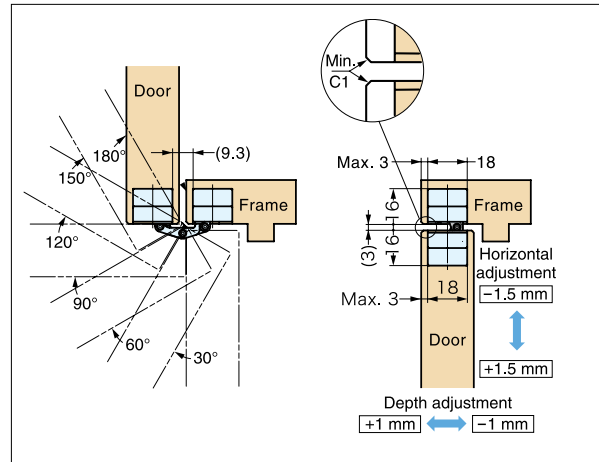 Min.
C1
Door
(9.3)
180°
150°
120°
90°
60°
30°
Frame
Max. 3
18
16
Frame
(3)
16
18
Max. 3
Horizontal
adjustment
−1.5 mm
Door
+1.5 mm
Depth adjustment
+1 mm
−1 mm